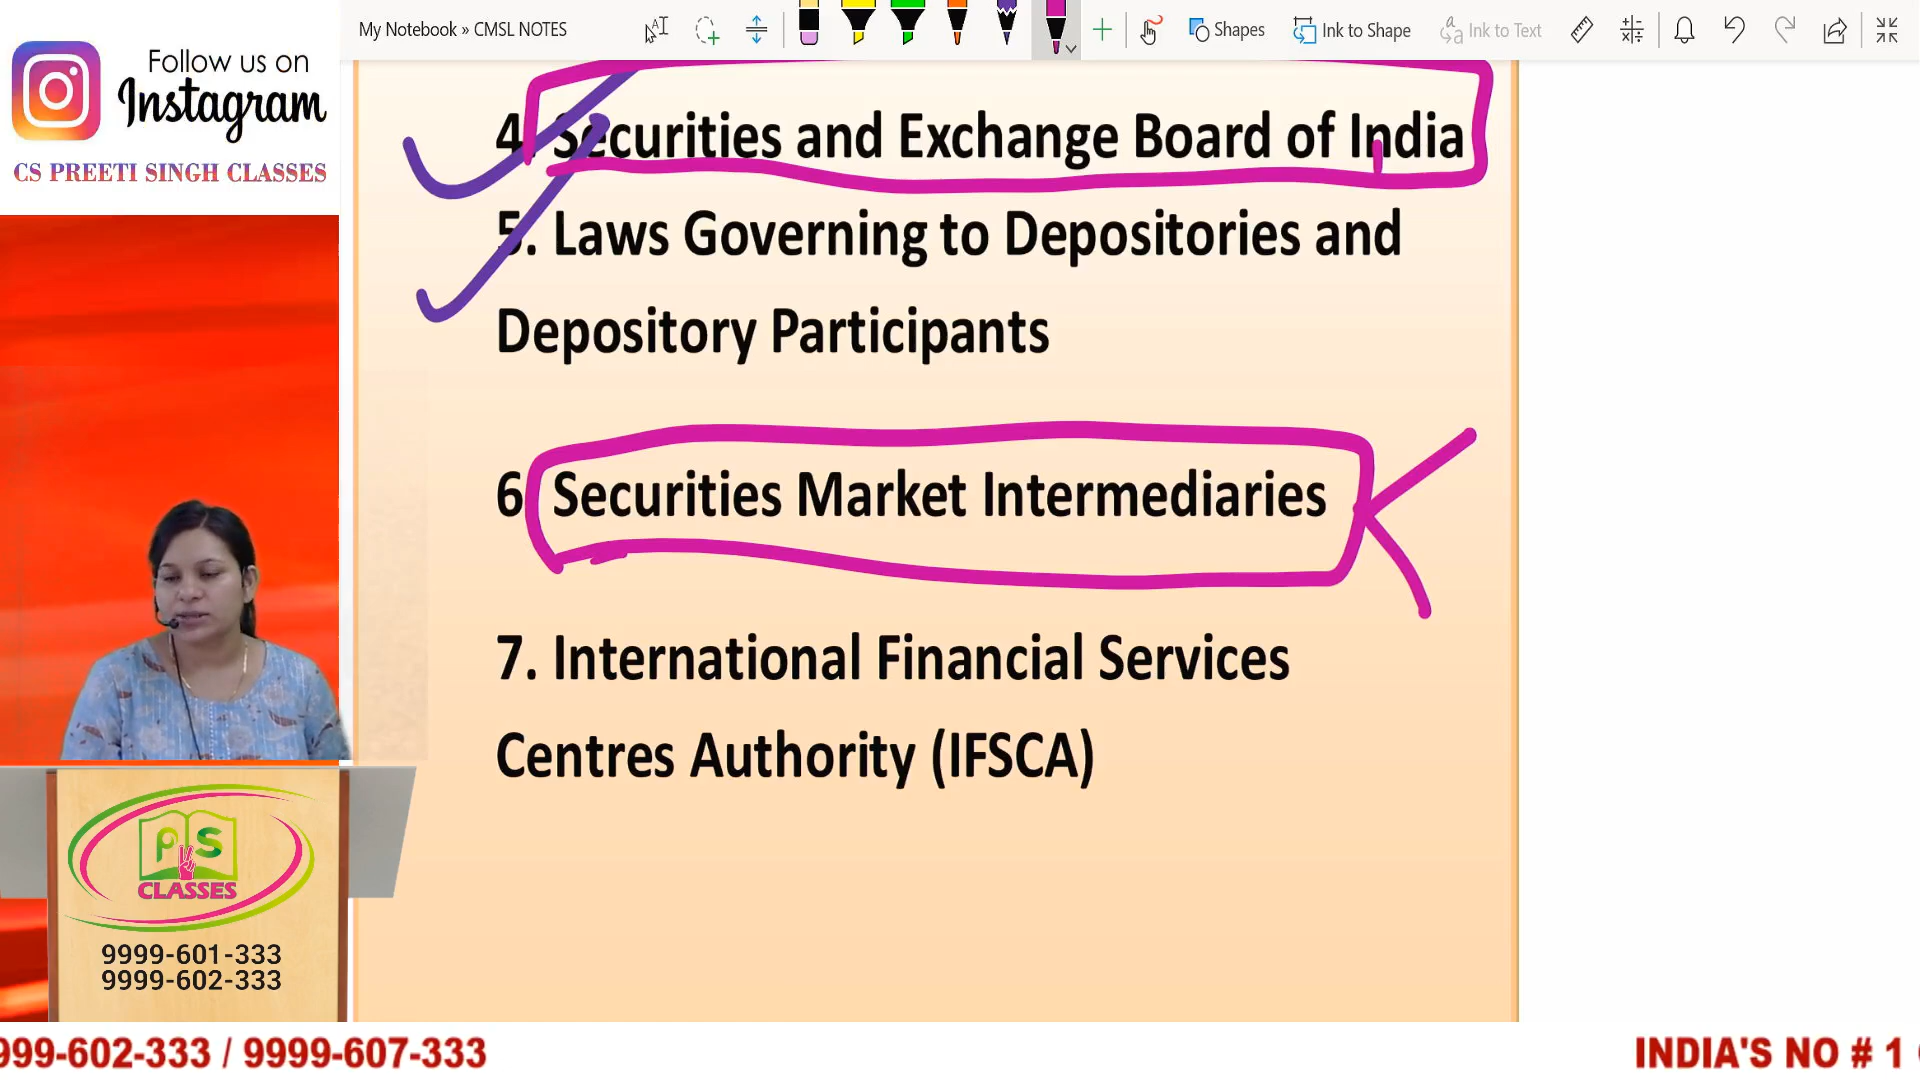 My Notebook » CMSL NOTES
Shapes
Ink to Shape
Ink to Text
Follow us on
Instagram
CS PREETI SINGH CLASSES
4. Securities and Exchange Board of India
5. Laws Governing to Depositories and
Depository Participants
6 Securities Market Intermediaries
7. International Financial Services
Centres Authority (IFSCA)
P S
CLASSES
9999-601-333
9999-602-333
999-602-333 / 9999-607-333
INDIA'S NO # 1